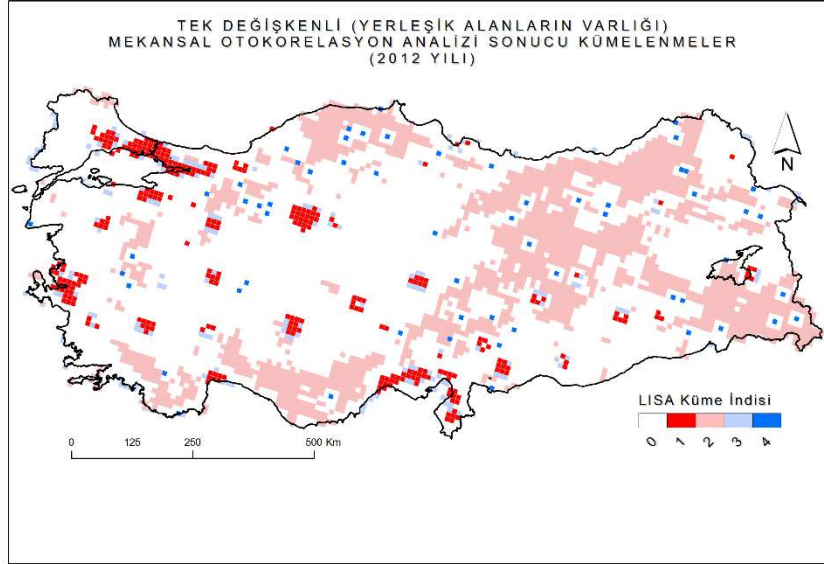 TEK DEĞİŞKENLİ (YERLEŞİK ALANLARIN VARLIĞI)
MEKANSAL OTOKORELASYON ANALİZİ SONUCU KÜMELENMELER
(2012 YILI)
N
LISA Küme İndisi
0 1 2 3 4
0 125 250 500 Km